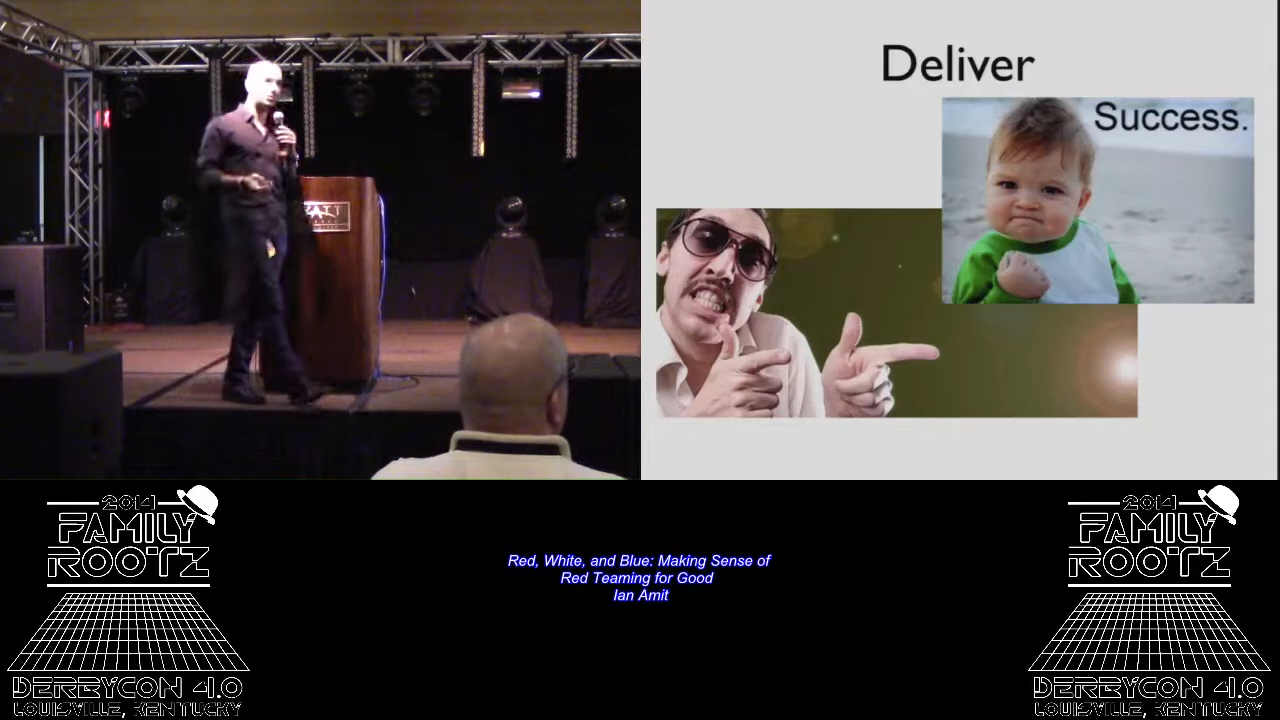 Deliver
Success.
2014
FAMILY
ROOTZ
DERBYCON 4.0
LOUISVILLE, KENTUCKY
Red, White, and Blue: Making Sense of
Red Teaming for Good
Ian Amit
2014
FAMILY
ROOTZ
DERBYCON 4.0
LOUISVILLE, KENTUCKY